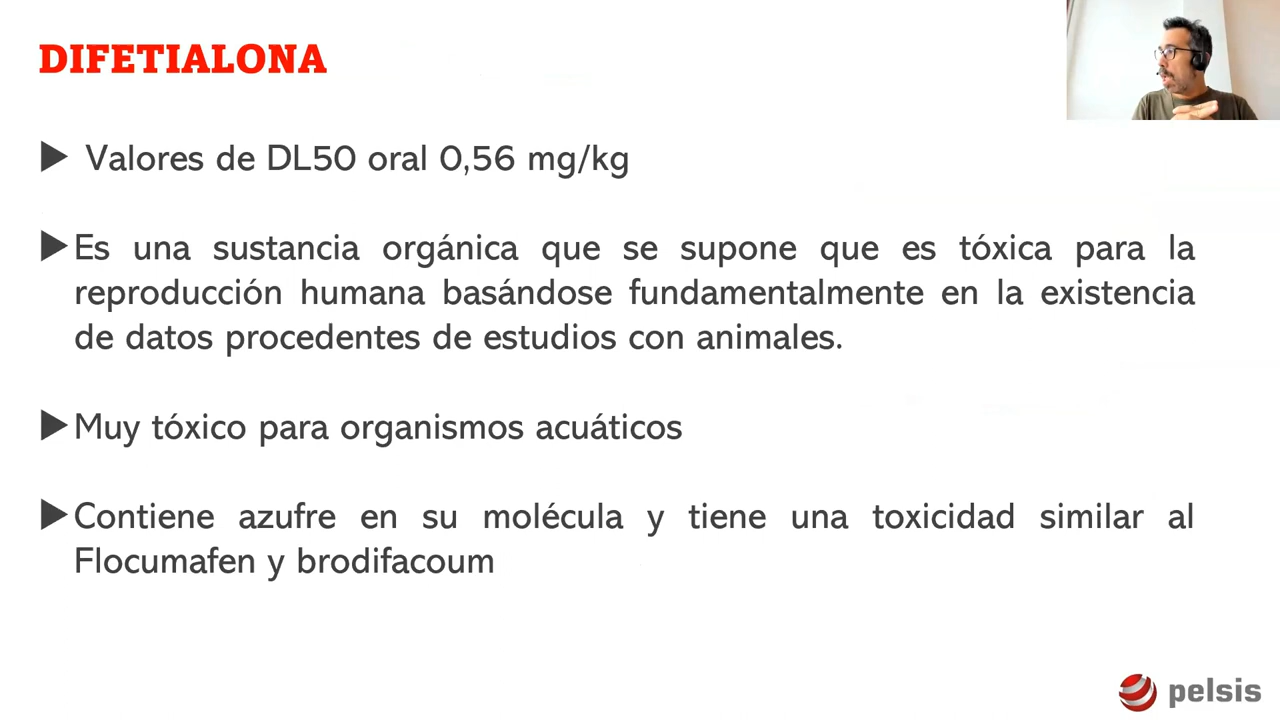 DIFETIALONA
Valores de DL50 oral 0,56 mg/kg
Es una sustancia orgánica que se supone que es tóxica para la
reproducción humana basándose fundamentalmente en la existencia
de datos procedentes de estudios con animales.
Muy tóxico para organismos acuáticos
Contiene azufre en su molécula y tiene una toxicidad similar al
Flocumafen y brodifacoum
pelsis